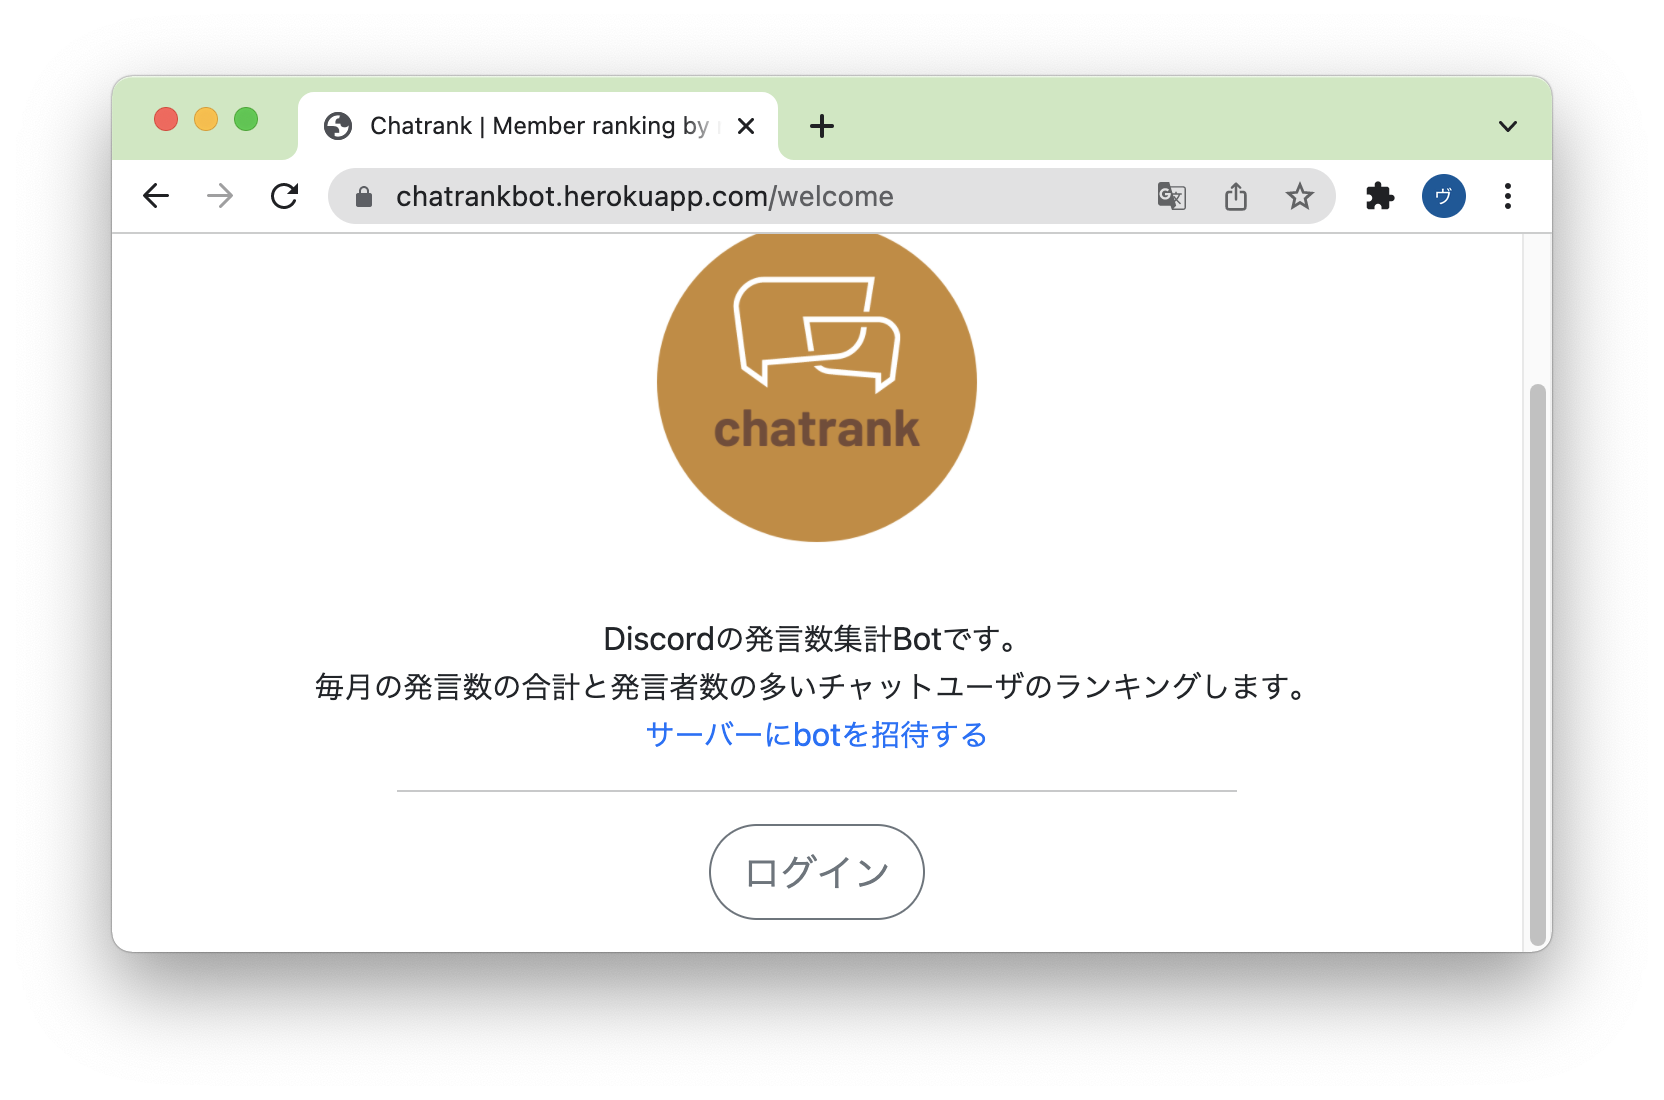 Chatrank | Member ranking by
chatrankbot.herokuapp.com/welcome
ヴ
chatrank
Discordの発言数集計Botです。
毎月の発言数の合計と発言者数の多いチャットユーザのランキングします。
サーバーにbotを招待する
ログイン